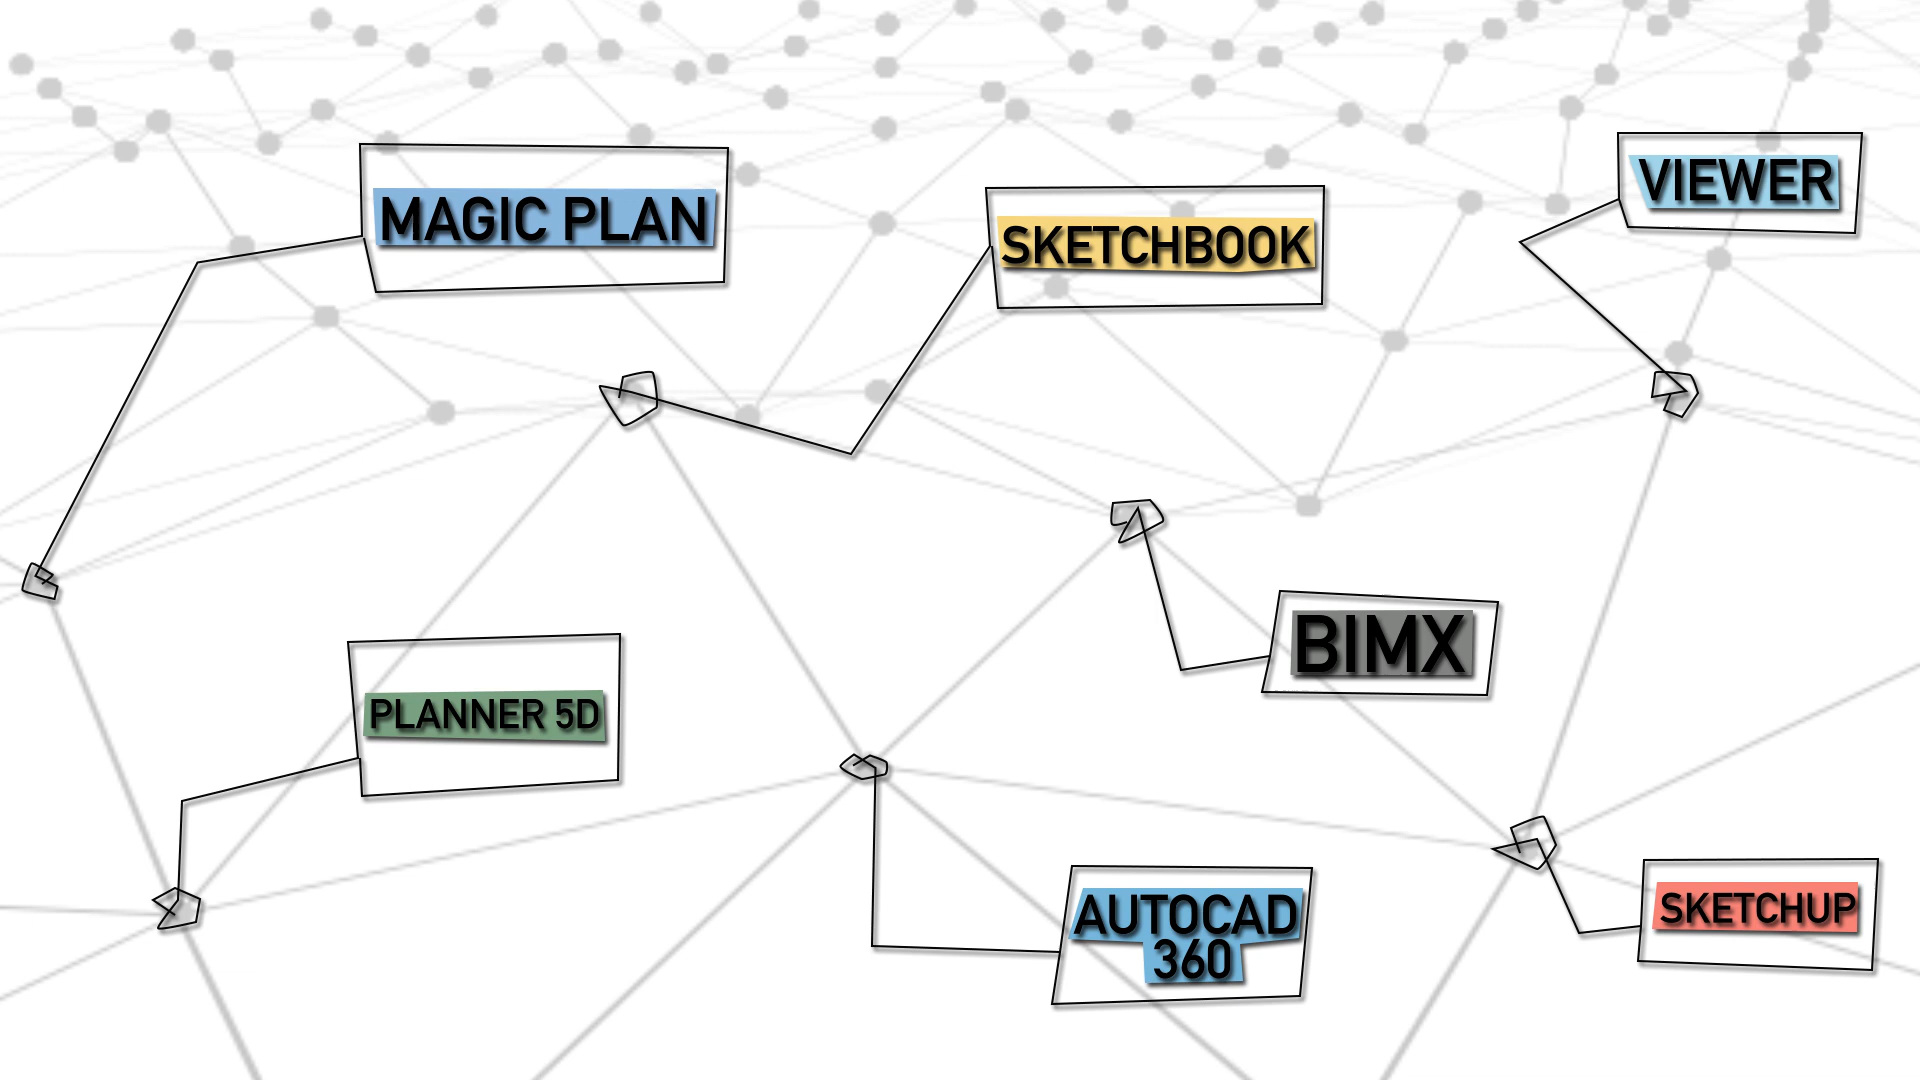 MAGIC PLAN
SKETCHBOOK
VIEWER
BIMX
PLANNER 5D
AUTOCAD
360
SKETCHUP